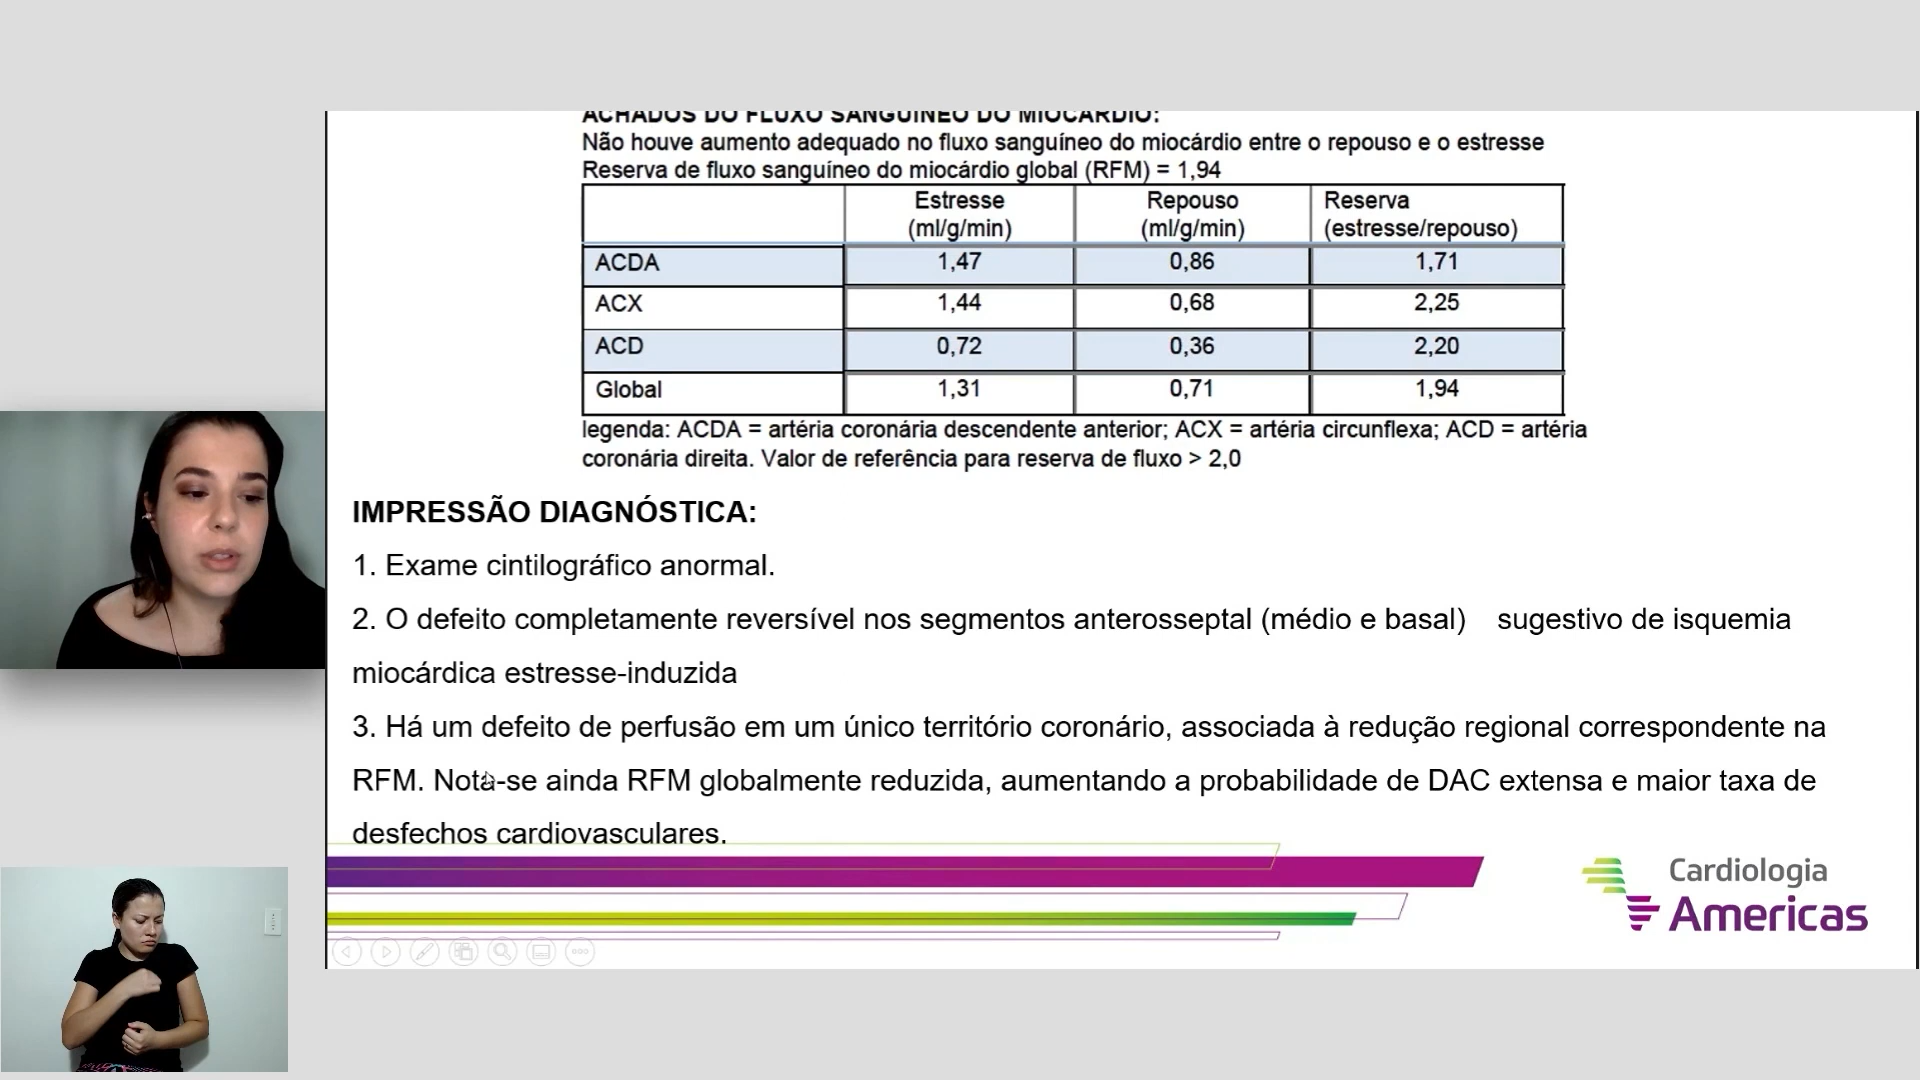 ACHADOS DO FLUXO SANGUÍNEO DO MIOCÁRDIO:
Não houve aumento adequado no fluxo sanguíneo do miocárdio entre o repouso e o estresse
Reserva de fluxo sanguíneo do miocárdio global (RFM) = 1,94
Estresse (ml/g/min) Repouso (ml/g/min) Reserva (estresse/repouso)
ACDA 1,47 0,86 1,71
ACX 1,44 0,68 2,25
ACD 0,72 0,36 2,20
Global 1,31 0,71 1,94
legenda: ACDA = artéria coronária descendente anterior; ACX = artéria circunflexa; ACD = artéria
coronária direita. Valor de referência para reserva de fluxo > 2,0
IMPRESSÃO DIAGNÓSTICA:
1. Exame cintilográfico anormal.
2. O defeito completamente reversível nos segmentos anterosseptal (médio e basal) sugestivo de isquemia
miocárdica estresse-induzida
3. Há um defeito de perfusão em um único território coronário, associada à redução regional correspondente na
RFM. Nota-se ainda RFM globalmente reduzida, aumentando a probabilidade de DAC extensa e maior taxa de
desfechos cardiovasculares.
Cardiologia
Americas